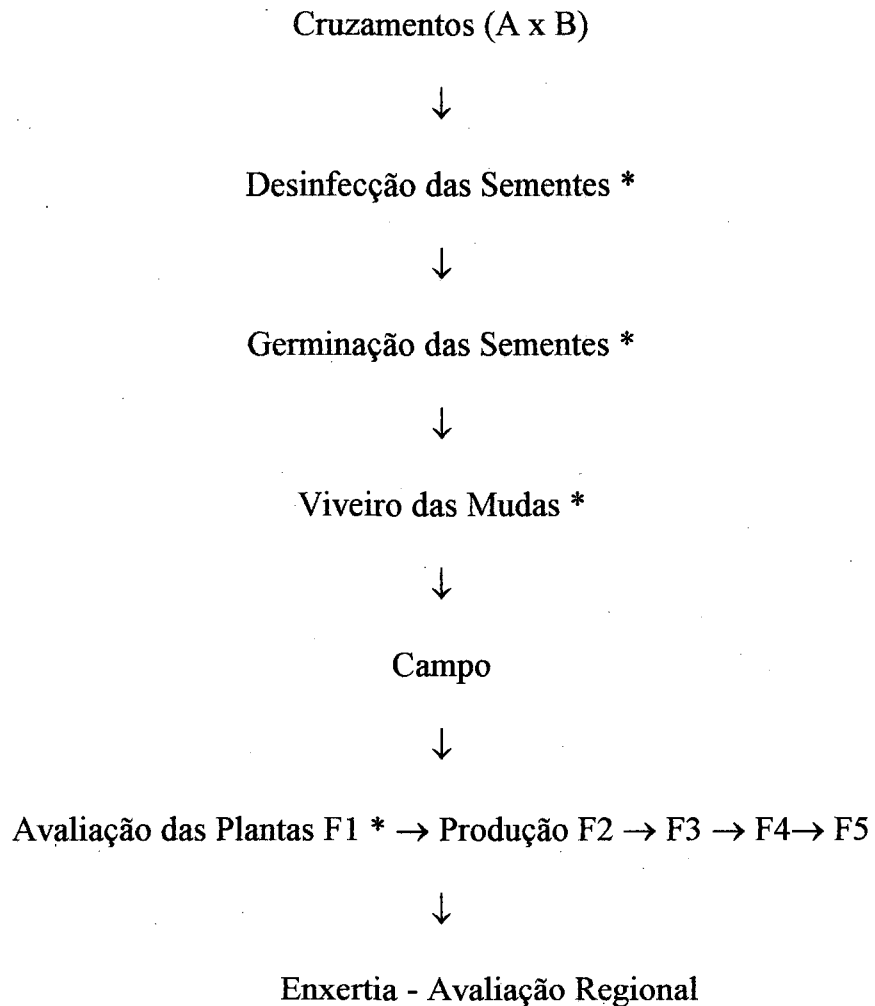 Cruzamentos (A x B)
↓
Desinfecção das Sementes *
↓
Germinação das Sementes *
↓
Viveiro das Mudas *
↓
Campo
↓
Avaliação das Plantas F1 * → Produção F2 → F3 → F4→ F5
↓
Enxertia - Avaliação Regional